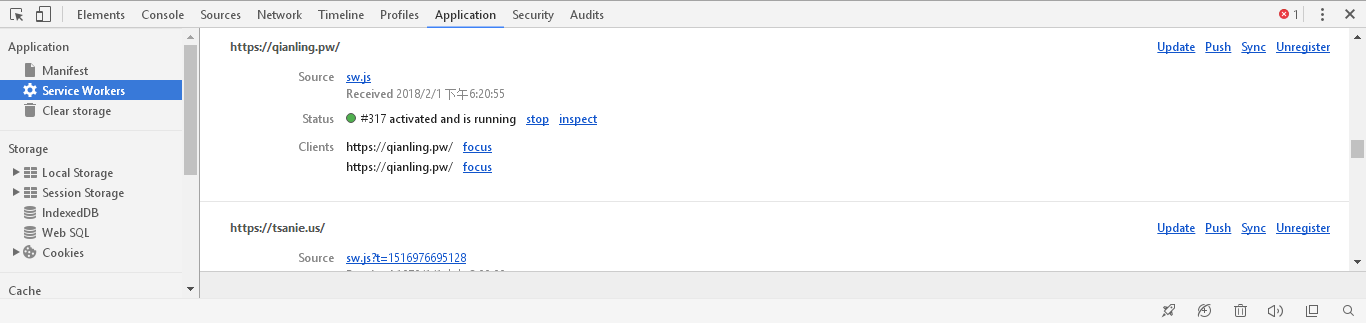 Elements Console Sources Network Timeline Profiles Application Security Audits 1
Application
Manifest
Service Workers
Clear storage
Storage
Local Storage
Session Storage
IndexedDB
Web SQL
Cookies
Cache
https://qianling.pw/ Update Push Sync Unregister
Source sw.js
Received 2018/2/1 下午6:20:55
Status #317 activated and is running stop inspect
Clients https://qianling.pw/ focus
https://qianling.pw/ focus
https://tsanie.us/ Update Push Sync Unregister
Source sw.js?t=1516976695128